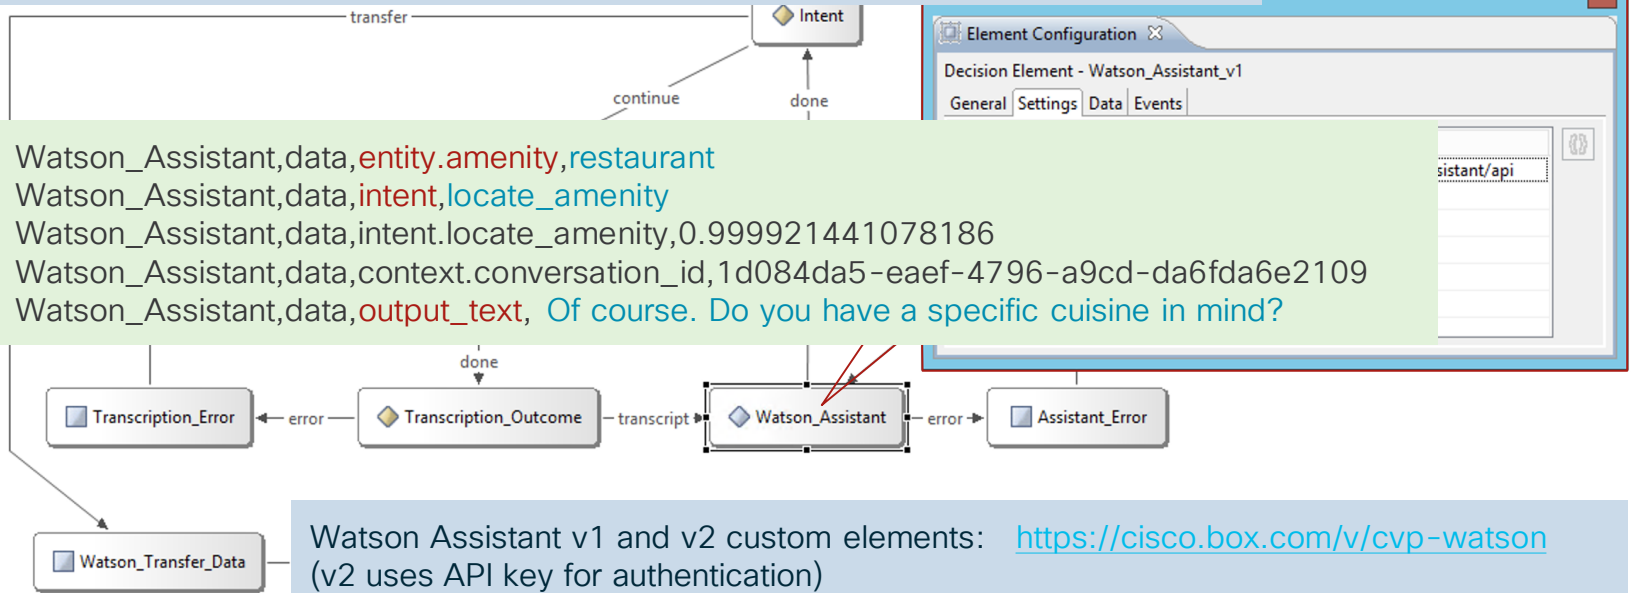 transfer
Intent
Element Configuration
Decision Element - Watson_Assistant_v1
General Settings Data Events
continue
done
sistant/api
Watson_Assistant,data,entity.amenity,restaurant
Watson_Assistant,data,intent,locate_amenity
Watson_Assistant,data,intent.locate_amenity,0.999921441078186
Watson_Assistant,data,context.conversation_id,1d084da5-eaef-4796-a9cd-da6fda6e2109
Watson_Assistant,data,output_text, Of course. Do you have a specific cuisine in mind?
done
Transcription_Error
error
Transcription_Outcome
transcript
Watson_Assistant
error
Assistant_Error
Watson_Transfer_Data
Watson Assistant v1 and v2 custom elements: https://cisco.box.com/v/cvp-watson
(v2 uses API key for authentication)